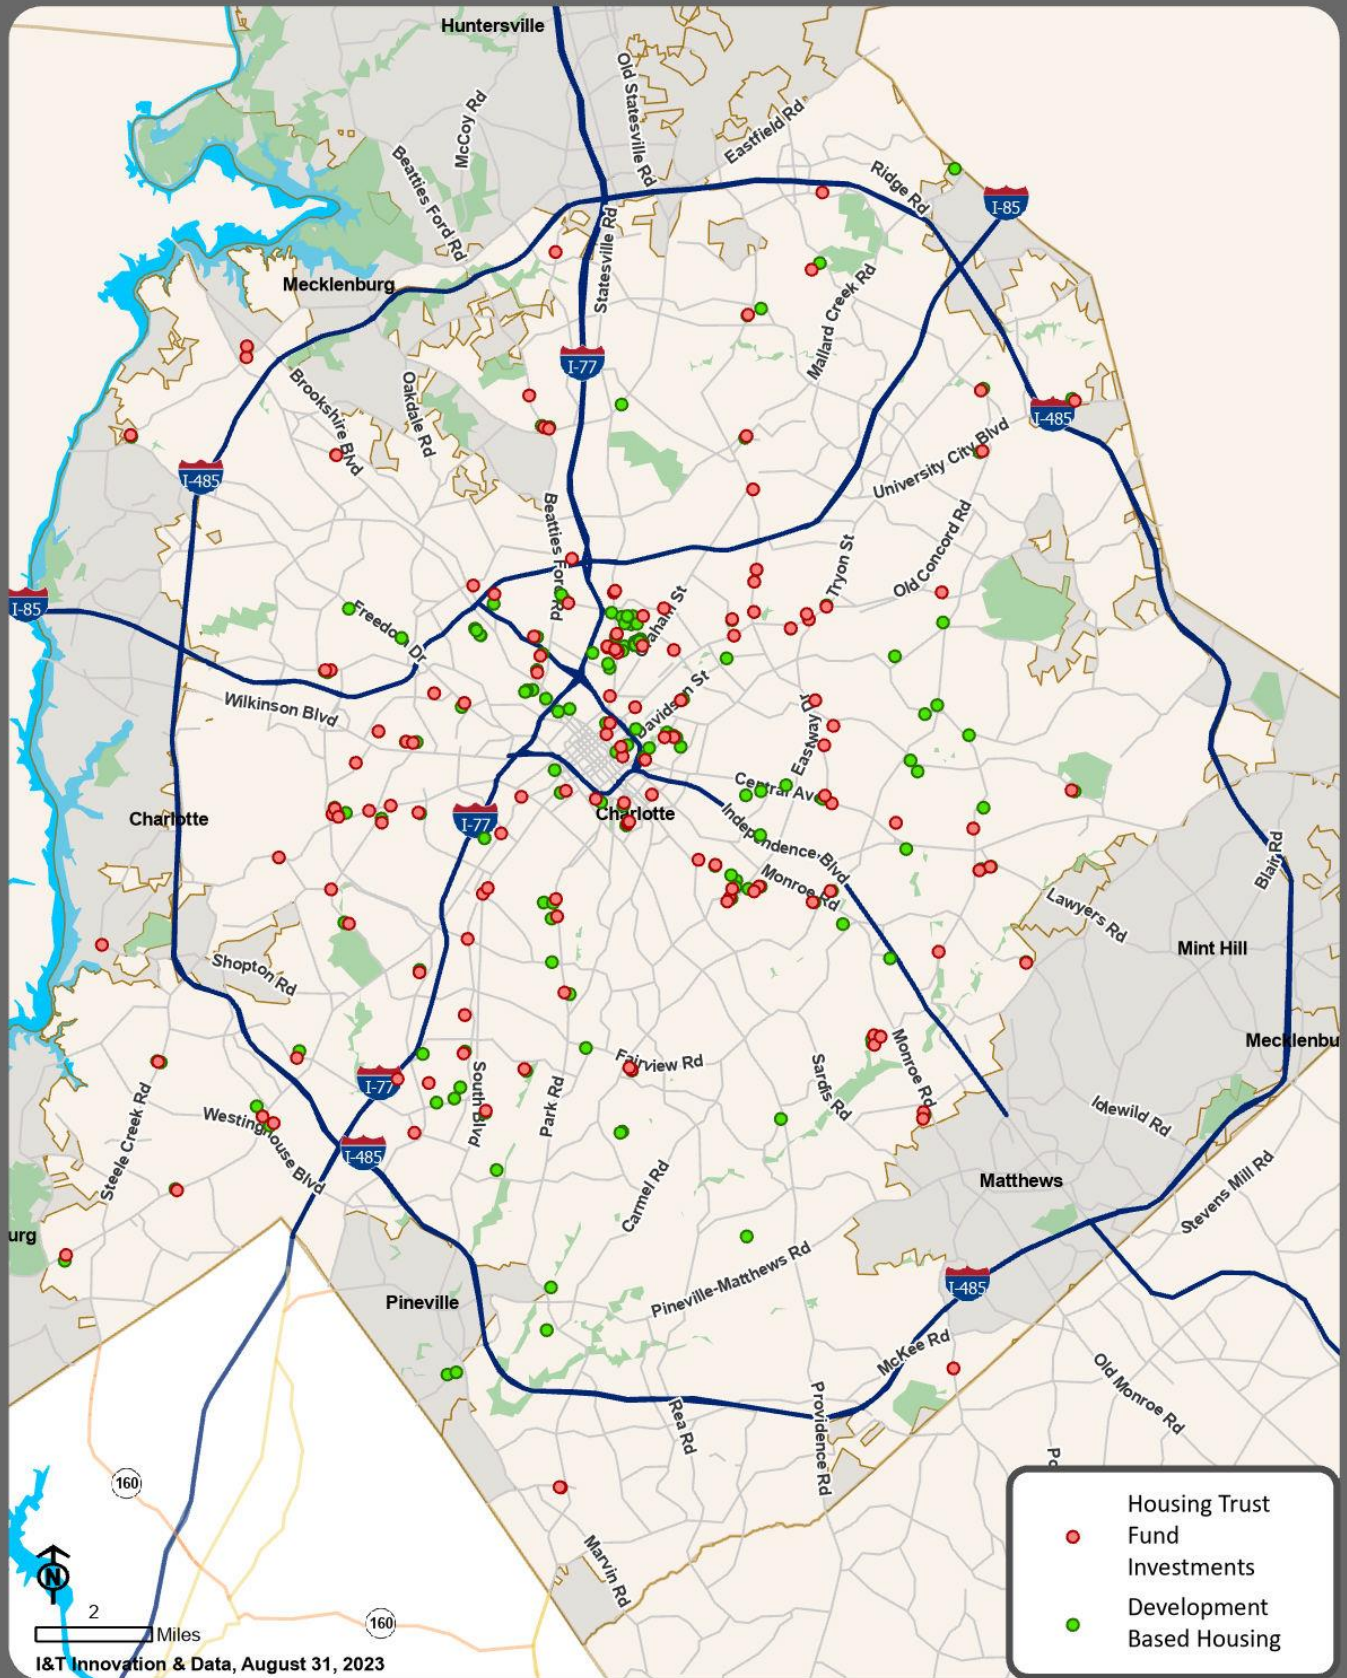 Huntersville
Old Statesville Rd
McCoy Rd
Eastfield Rd
Beatties Ford Rd
Ridge Rd
I-85
Statesville Rd
Mecklenburg
Mallard Creek Rd
I-77
Brookshire Blvd
Oakdale Rd
I-485
University City Blvd
I-485
Beatties Ford Rd
Old Concord Rd
Tryon St
I-85
Graham St
Freedom Dr
Wilkinson Blvd
Davidson St
Eastway Dr
Central Ave
Charlotte
I-77
Charlotte
Independence Blvd
Blair Rd
Monroe Rd
Lawyers Rd
Mint Hill
Shopton Rd
Mecklenbu
Fairview Rd
Sardis Rd
Monroe Rd
I-77
South Blvd
Park Rd
Idlewild Rd
Steele Creek Rd
Westinghouse Blvd
I-485
Carmel Rd
Matthews
Stevens Mill Rd
urg
Pineville-Matthews Rd
I-485
Pineville
McKee Rd
Old Monroe Rd
Rea Rd
Providence Rd
Po
160
Marvin Rd
Housing Trust
Fund
Investments
Development
Based Housing
N
2
Miles
160
I&T Innovation & Data, August 31, 2023